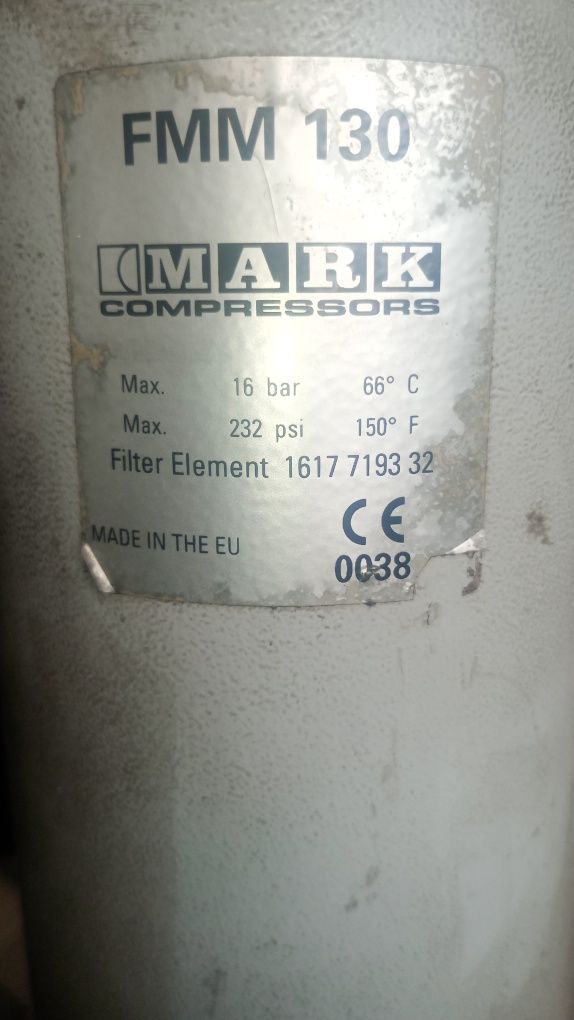 FMM 130
MARK
COMPRESSORS
Max. 16 bar 66° C
Max. 232 psi 150° F
Filter Element 1617 7193 32
MADE IN THE EU
CE
0038